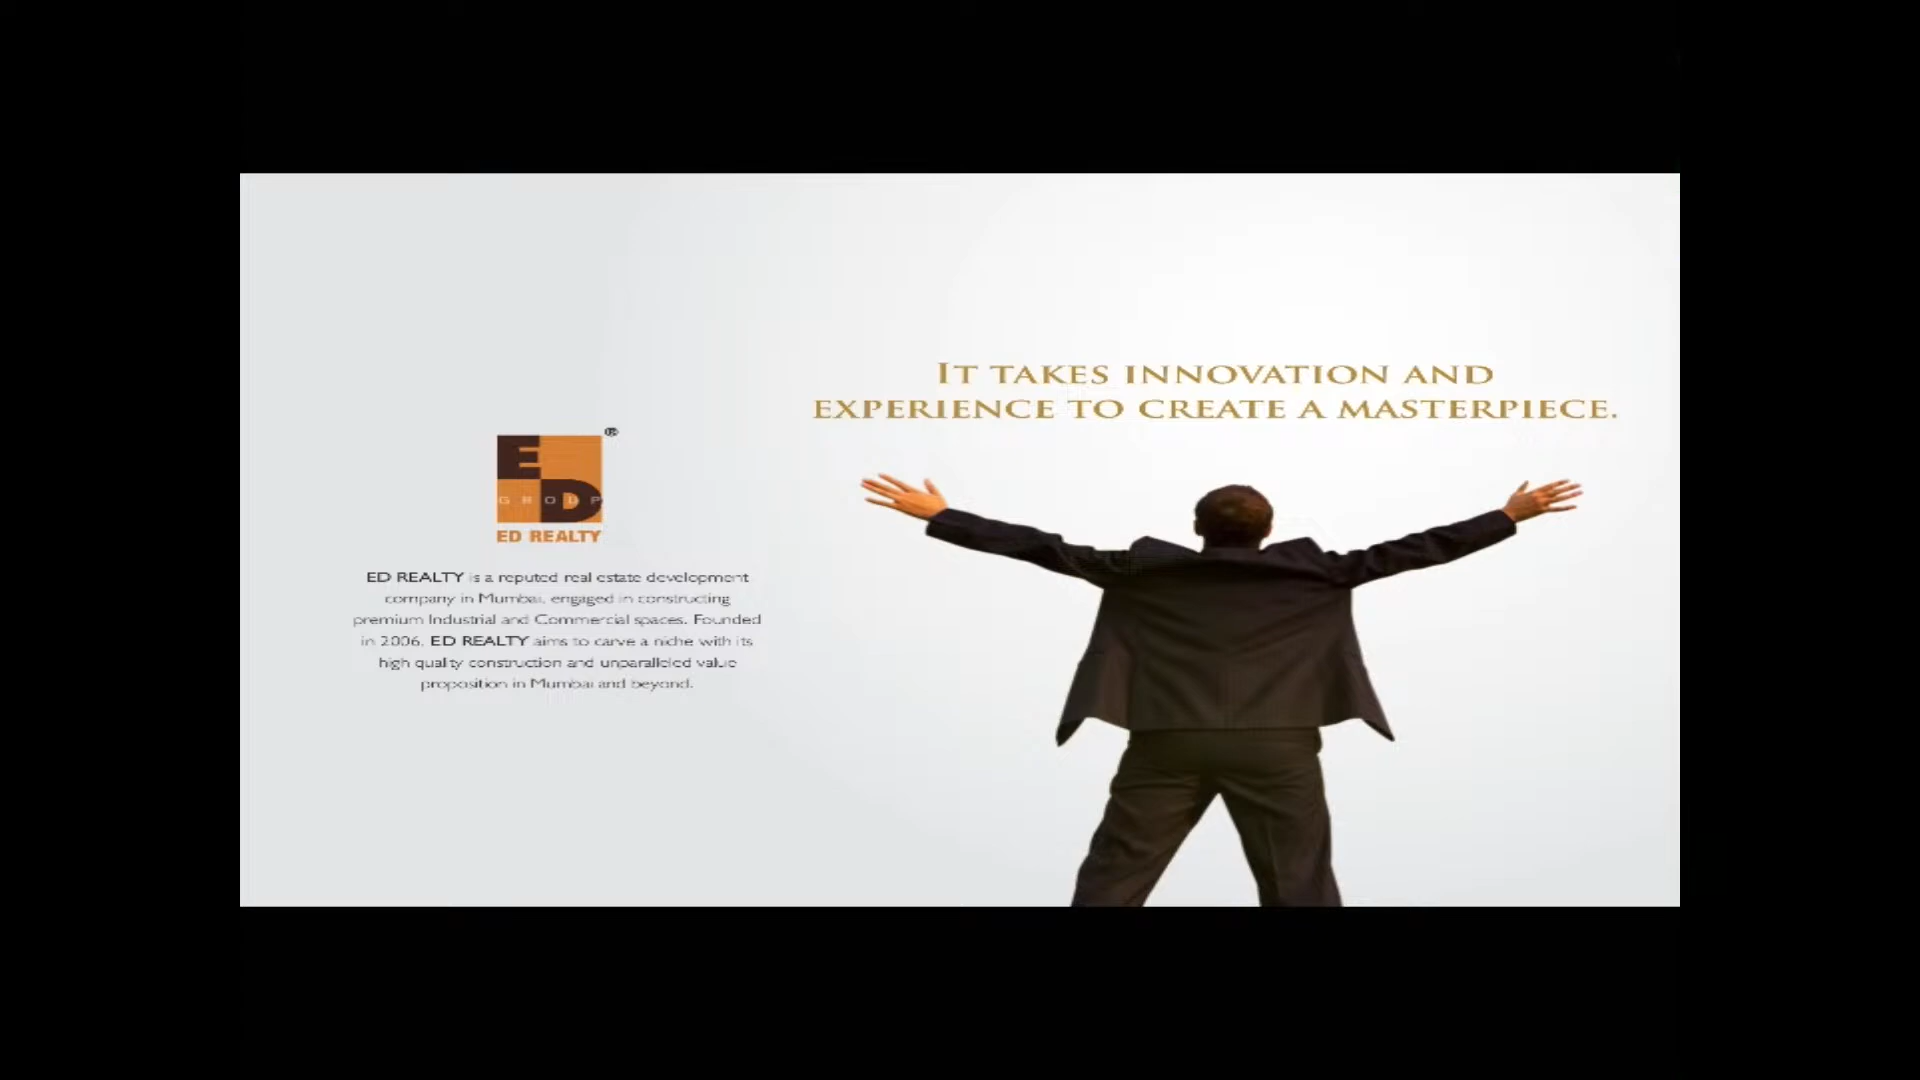 IT TAKES INNOVATION AND
EXPERIENCE TO CREATE A MASTERPIECE.
ED
GROUP
®
ED REALTY
ED REALTY is a reputed real estate development
company in Mumbai, engaged in constructing
premium Industrial and Commercial spaces. Founded
in 2006, ED REALTY aims to carve a niche with its
high quality construction and unparalleled value
proposition in Mumbai and beyond.